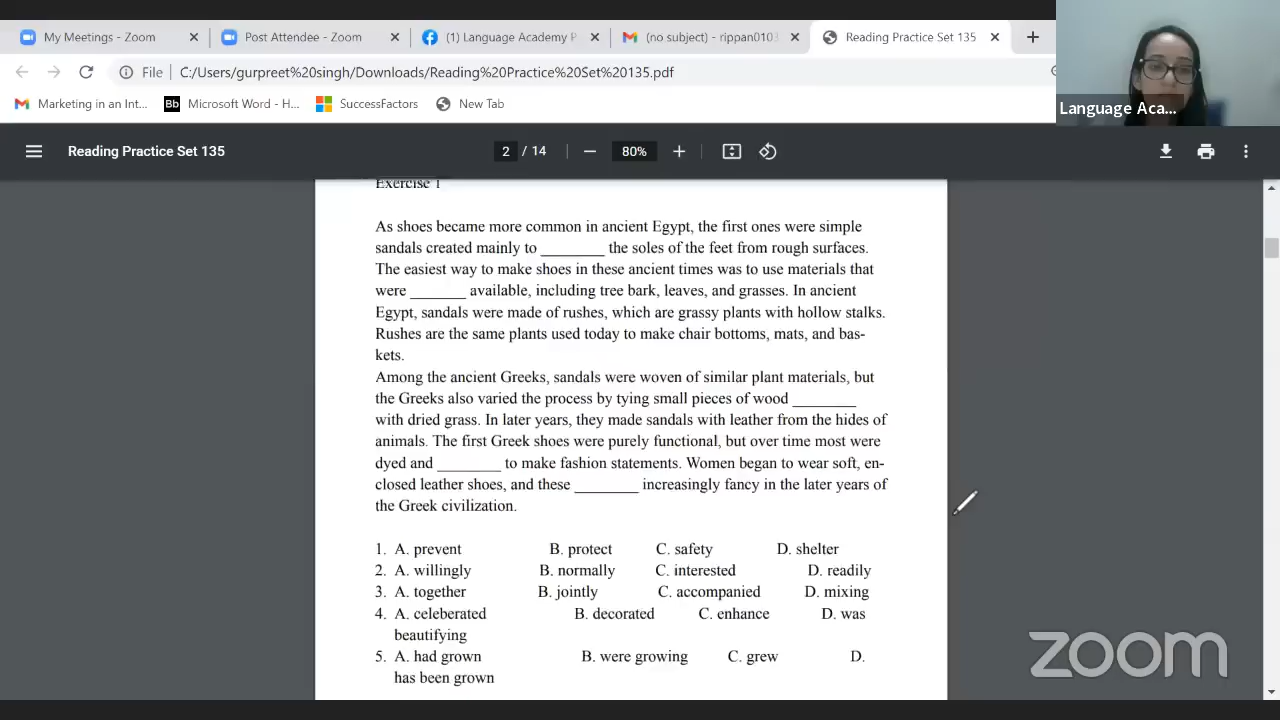 My Meetings - Zoom
Post Attendee - Zoom
(1) Language Academy P
(no subject) - rippan0103
Reading Practice Set 135
File C:/Users/gurpreet%20singh/Downloads/Reading%20Practice%20Set%20135.pdf
Marketing in an Int...
Bb Microsoft Word - H...
SuccessFactors
New Tab
Language Aca...
Reading Practice Set 135
2 / 14
80%
Exercise 1
As shoes became more common in ancient Egypt, the first ones were simple
sandals created mainly to ________ the soles of the feet from rough surfaces.
The easiest way to make shoes in these ancient times was to use materials that
were _______ available, including tree bark, leaves, and grasses. In ancient
Egypt, sandals were made of rushes, which are grassy plants with hollow stalks.
Rushes are the same plants used today to make chair bottoms, mats, and bas-
kets.
Among the ancient Greeks, sandals were woven of similar plant materials, but
the Greeks also varied the process by tying small pieces of wood ________
with dried grass. In later years, they made sandals with leather from the hides of
animals. The first Greek shoes were purely functional, but over time most were
dyed and ________ to make fashion statements. Women began to wear soft, en-
closed leather shoes, and these ________ increasingly fancy in the later years of
the Greek civilization.
1. A. prevent B. protect C. safety D. shelter
2. A. willingly B. normally C. interested D. readily
3. A. together B. jointly C. accompanied D. mixing
4. A. celeberated B. decorated C. enhance D. was
beautifying
5. A. had grown B. were growing C. grew D.
has been grown
zoom